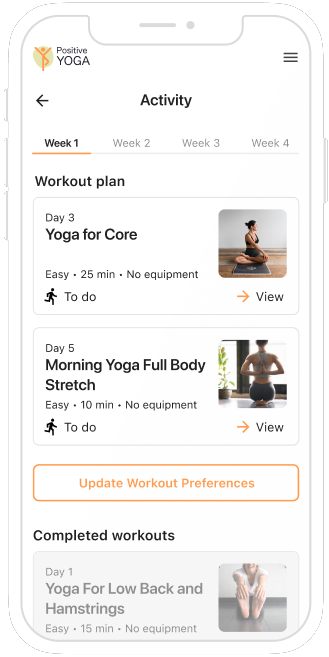 Positive
YOGA
Activity
Week 1 Week 2 Week 3 Week 4
Workout plan
Day 3
Yoga for Core
Easy • 25 min • No equipment
To do View
Day 5
Morning Yoga Full Body
Stretch
Easy • 10 min • No equipment
To do View
Update Workout Preferences
Completed workouts
Day 1
Yoga For Low Back and
Hamstrings
Easy • 15 min • No equipment